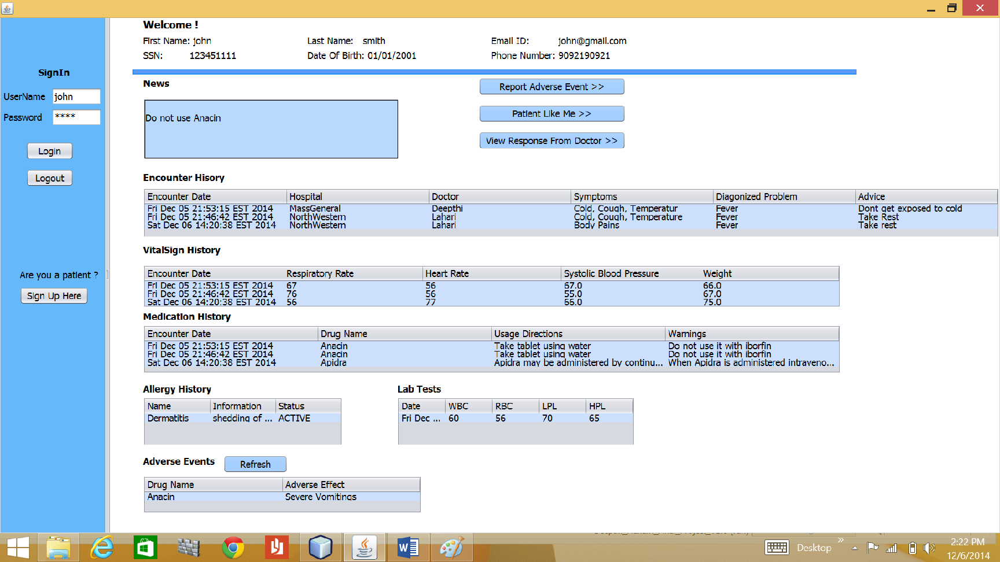 Welcome !
First Name: john Last Name: smith Email ID: john@gmail.com
SSN: 123451111 Date Of Birth: 01/01/2001 Phone Number: 9092190921
SignIn
UserName john
Password ****
Login
Logout
Are you a patient ?
Sign Up Here
News
Do not use Anacin
Report Adverse Event >>
Patient Like Me >>
View Response From Doctor >>
Encounter Hisory
Encounter Date Hospital Doctor Symptoms Diagonized Problem Advice
Fri Dec 05 21:53:15 EST 2014 MassGeneral Deepthi Cold, Cough, Temperatur Fever Dont get exposed to cold
Fri Dec 05 21:46:42 EST 2014 NorthWestern Lahari Cold, Cough, Temperature Fever Take Rest
Sat Dec 06 14:20:38 EST 2014 NorthWestern Lahari Body Pains Fever Take rest
VitalSign History
Encounter Date Respiratory Rate Heart Rate Systolic Blood Pressure Weight
Fri Dec 05 21:53:15 EST 2014 67 56 67.0 66.0
Fri Dec 05 21:46:42 EST 2014 76 56 55.0 67.0
Sat Dec 06 14:20:38 EST 2014 56 77 66.0 75.0
Medication History
Encounter Date Drug Name Usage Directions Warnings
Fri Dec 05 21:53:15 EST 2014 Anacin Take tablet using water Do not use it with iborfin
Fri Dec 05 21:46:42 EST 2014 Anacin Take tablet using water Do not use it with iborfin
Sat Dec 06 14:20:38 EST 2014 Apidra Apidra may be administered by continu... When Apidra is administered intraveno...
Allergy History
Name Information Status
Dermatitis shedding of ... ACTIVE
Lab Tests
Date WBC RBC LPL HPL
Fri Dec ... 60 56 70 65
Adverse Events Refresh
Drug Name Adverse Effect
Anacin Severe Vomitings
Desktop
2:22 PM
12/6/2014